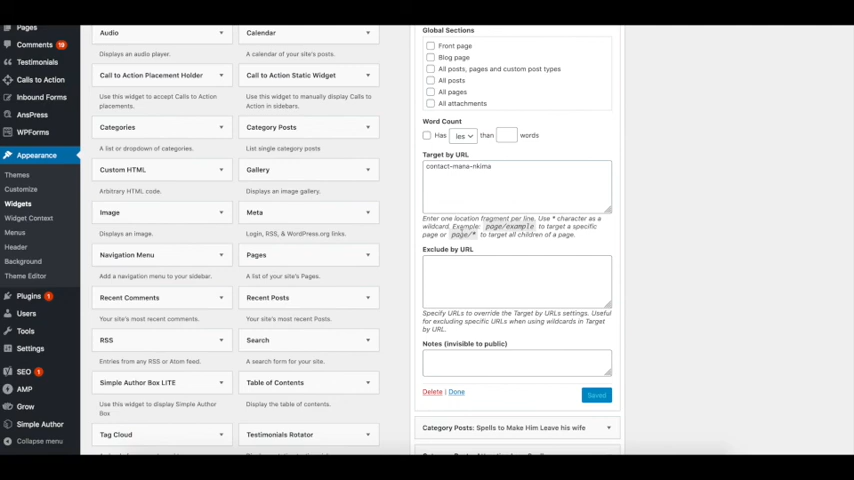 Pages
Comments 19
Testimonials
Calls to Action
Inbound Forms
AnsPress
WPForms
Appearance
Themes
Customize
Widgets
Widget Context
Menus
Header
Background
Theme Editor
Plugins 1
Users
Tools
Settings
SEO 1
AMP
Grow
Simple Author
Collapse menu
Audio
Displays an audio player.
Call to Action Placement Holder
Use this widget to accept Calls to Action
placements.
Categories
A list or dropdown of categories.
Custom HTML
Arbitrary HTML code.
Image
Displays an image.
Navigation Menu
Add a navigation menu to your sidebar.
Recent Comments
Your site's most recent comments.
RSS
Entries from any RSS or Atom feed.
Simple Author Box LITE
Use this widget to display Simple Author
Box
Tag Cloud
Calendar
A calendar of your site's posts.
Call to Action Static Widget
Use this widget to manually display Call to
Action in sidebars.
Category Posts
List single category posts
Gallery
Displays an image gallery.
Meta
Login, RSS, & WordPress.org links.
Pages
A list of your site's Pages.
Recent Posts
Your site's most recent Posts.
Search
A search form for your site.
Table of Contents
Display the table of contents.
Testimonials Rotator
Global Sections
Front page
Blog page
All posts, pages and custom post types
All posts
All pages
All attachments
Word Count
Has les than words
Target by URL
contact-mana-nkima
Enter one location fragment per line. Use * character as a
wildcard. Example: page/example to target a specific
page or page/* to target all children of a page.
Exclude by URL
Specify URLs to override the Target by URLs settings. Useful
for excluding specific URLs when using wildcards in Target
by URL.
Notes (invisible to public)
Delete | Done
Saved
Category Posts: Spells to Make Him Leave his wife